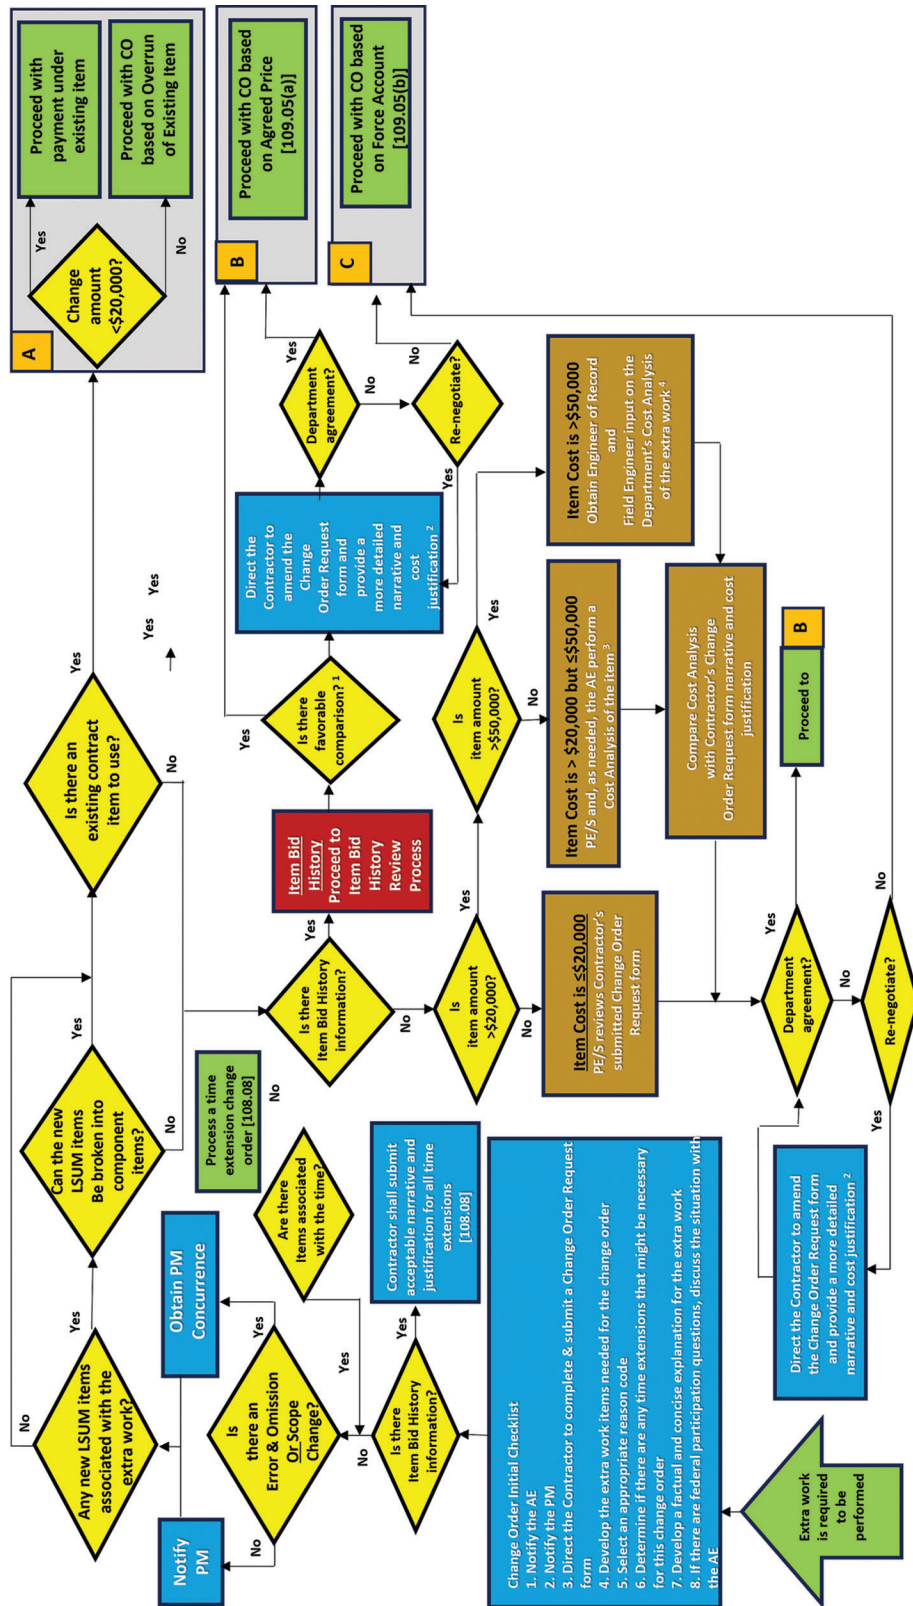 Extra work
is required
to be
performed
Change Order Initial Checklist
1. Notify the AE
2. Notify the PM
3. Direct the Contractor to complete & submit a Change Order Request
form
4. Develop the extra work items needed for the change order
5. Select an appropriate reason code
6. Determine if there are any time extensions that might be necessary
for this change order
7. Develop a factual and concise explanation for the extra work
8. If there are federal participation questions, discuss the situation with
the AE
Is there
Item Bid History
information?
Yes
No
Contractor shall submit
acceptable narrative and
justification for all time
extensions
[108.08]
Are there
Items associated
with the time?
Yes
No
Process a time
extension change
order [108.08]
Is
there an
Error & Omission
Or Scope
Change?
No
Yes
Notify
PM
Obtain PM
Concurrence
Any new LSUM items
associated with the
extra work?
No
Yes
Can the new
LSUM items
Be broken into
component
items?
Yes
No
Is there an
existing contract
item to use?
Yes
No
Yes
Yes
A
Change
amount
<$20,000?
Yes
No
Proceed with
payment under
existing item
Proceed with CO
based on Overrun
of Existing Item
Is there
Item Bid History
information?
Yes
No
Item Bid
History
Proceed to
Item Bid
History
Review
Process
Is there
favorable
comparison? 1
Yes
Direct the
Contractor to
amend the
Change
Order Request
form and
provide a
more detailed
narrative and
cost
justification 2
Department
agreement?
Yes
No
Re-negotiate?
Yes
No
B
Proceed with CO based
on Agreed Price
[109.05(a)]
C
Proceed with CO based
on Force Account
[109.05(b)]
Is
item amount
>$20,000?
Yes
No
Is
item amount
>$50,000?
Yes
No
Item Cost is ≤$20,000
PE/S reviews Contractor's
submitted Change Order
Request form
Item Cost is > $20,000 but ≤$50,000
PE/S and, as needed, the AE perform a
Cost Analysis of the item 3
Item Cost is >$50,000
Obtain Engineer of Record
and
Field Engineer input on the
Department's Cost Analysis
of the extra work 4
Compare Cost Analysis
with Contractor's Change
Order Request form narrative and cost
justification
Department
agreement?
Yes
No
Proceed to
B
Re-negotiate?
Yes
No
Direct the Contractor to amend
the Change Order Request form
and provide a more detailed
narrative and cost justification 2